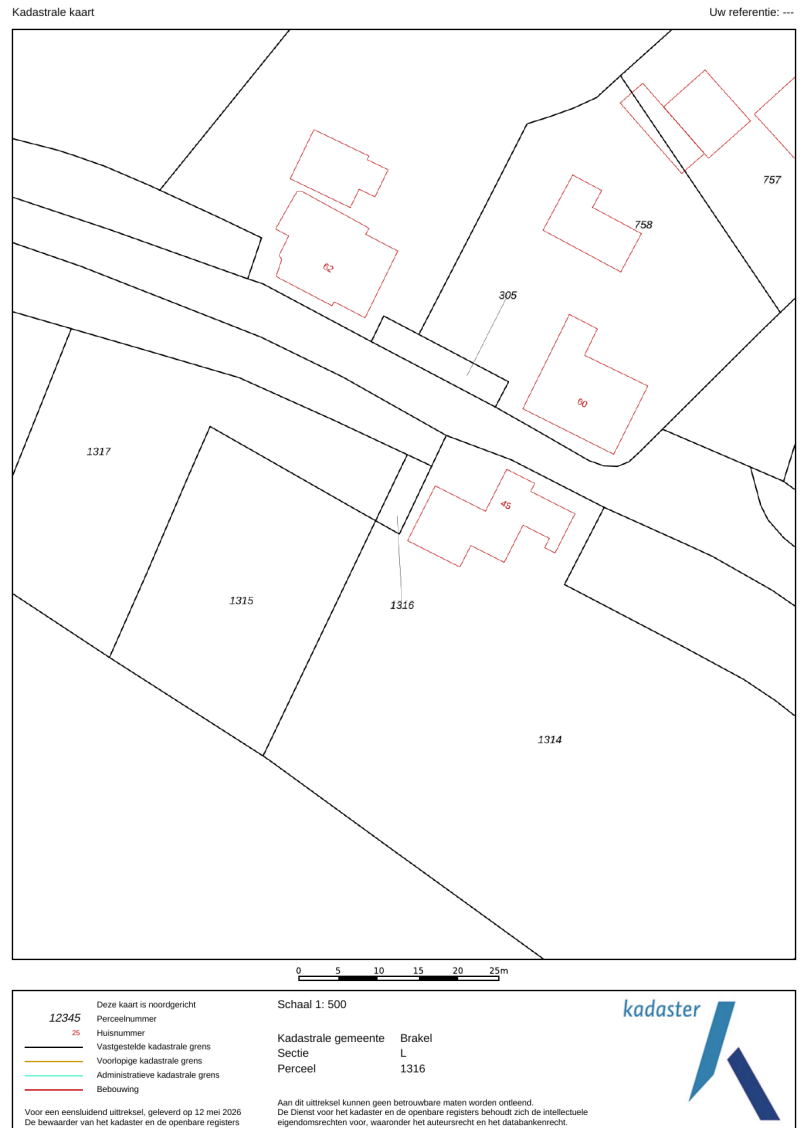 Kadastrale kaart
Uw referentie: ---
757
758
62
305
60
1317
45
1315
1316
1314
0 5 10 15 20 25m
Deze kaart is noordgericht
12345 Perceelnummer
25 Huisnummer
Vastgestelde kadastrale grens
Voorlopige kadastrale grens
Administratieve kadastrale grens
Bebouwing
Voor een eensluidend uittreksel, geleverd op 12 mei 2026
De bewaarder van het kadaster en de openbare registers
Schaal 1: 500
Kadastrale gemeente Brakel
Sectie L
Perceel 1316
Aan dit uittreksel kunnen geen betrouwbare maten worden ontleend.
De Dienst voor het kadaster en de openbare registers behoudt zich de intellectuele
eigendomsrechten voor, waaronder het auteursrecht en het databankenrecht.
kadaster